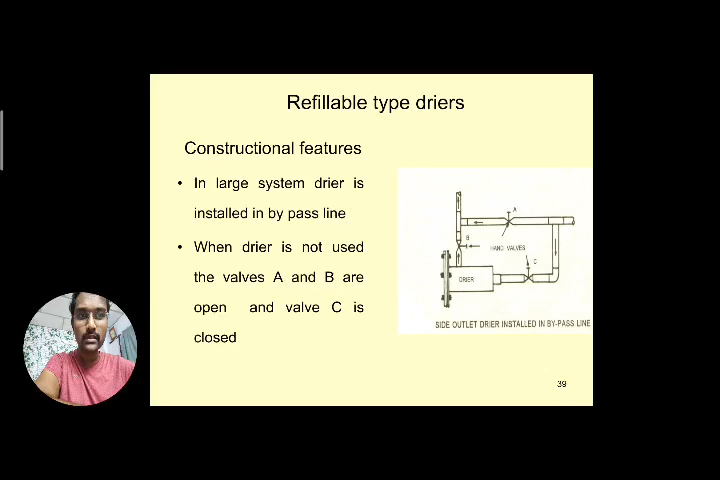 Refillable type driers
Constructional features
• In large system drier is
installed in by pass line
• When drier is not used
the valves A and B are
open and valve C is
closed
A
B
HAND VALVES
C
DRIER
SIDE OUTLET DRIER INSTALLED IN BY-PASS LINE
39